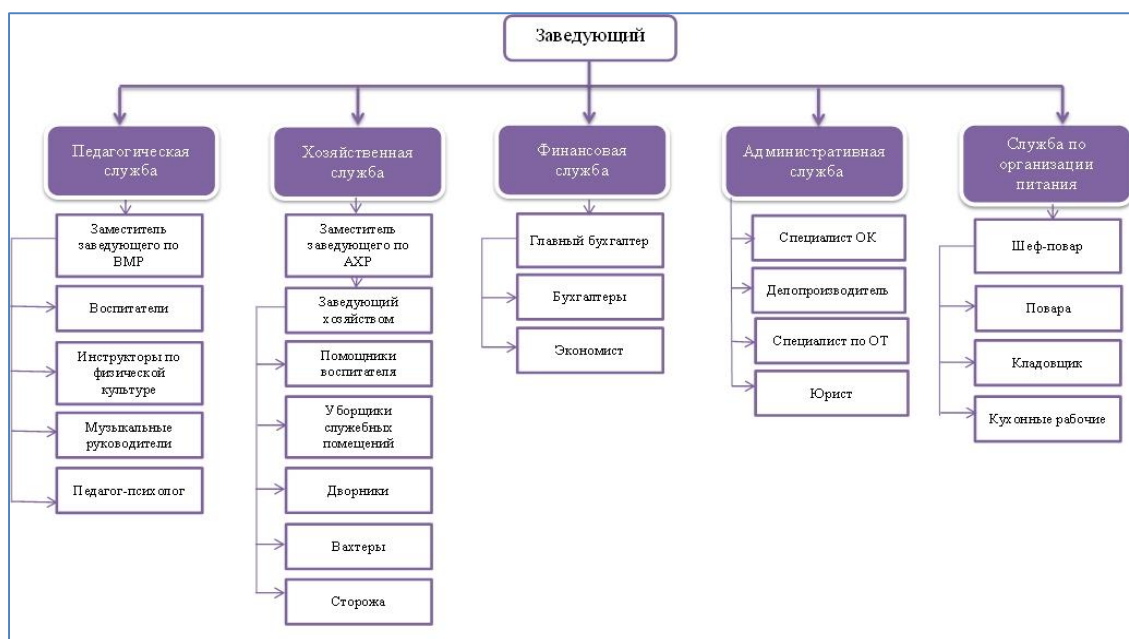 Заведующий
Педагогическая
служба
Заместитель
заведующего по
ВМР
Воспитатели
Инструкторы по
физической
культуре
Музыкальные
руководители
Педагог-психолог
Хозяйственная
служба
Заместитель
заведующего по
АХР
Заведующий
хозяйством
Помощники
воспитателя
Уборщики
служебных
помещений
Дворники
Вахтеры
Сторожа
Финансовая
служба
Главный бухгалтер
Бухгалтеры
Экономист
Административная
служба
Специалист ОК
Делопроизводитель
Специалист по ОТ
Юрист
Служба по
организации
питания
Шеф-повар
Повара
Кладовщик
Кухонные рабочие